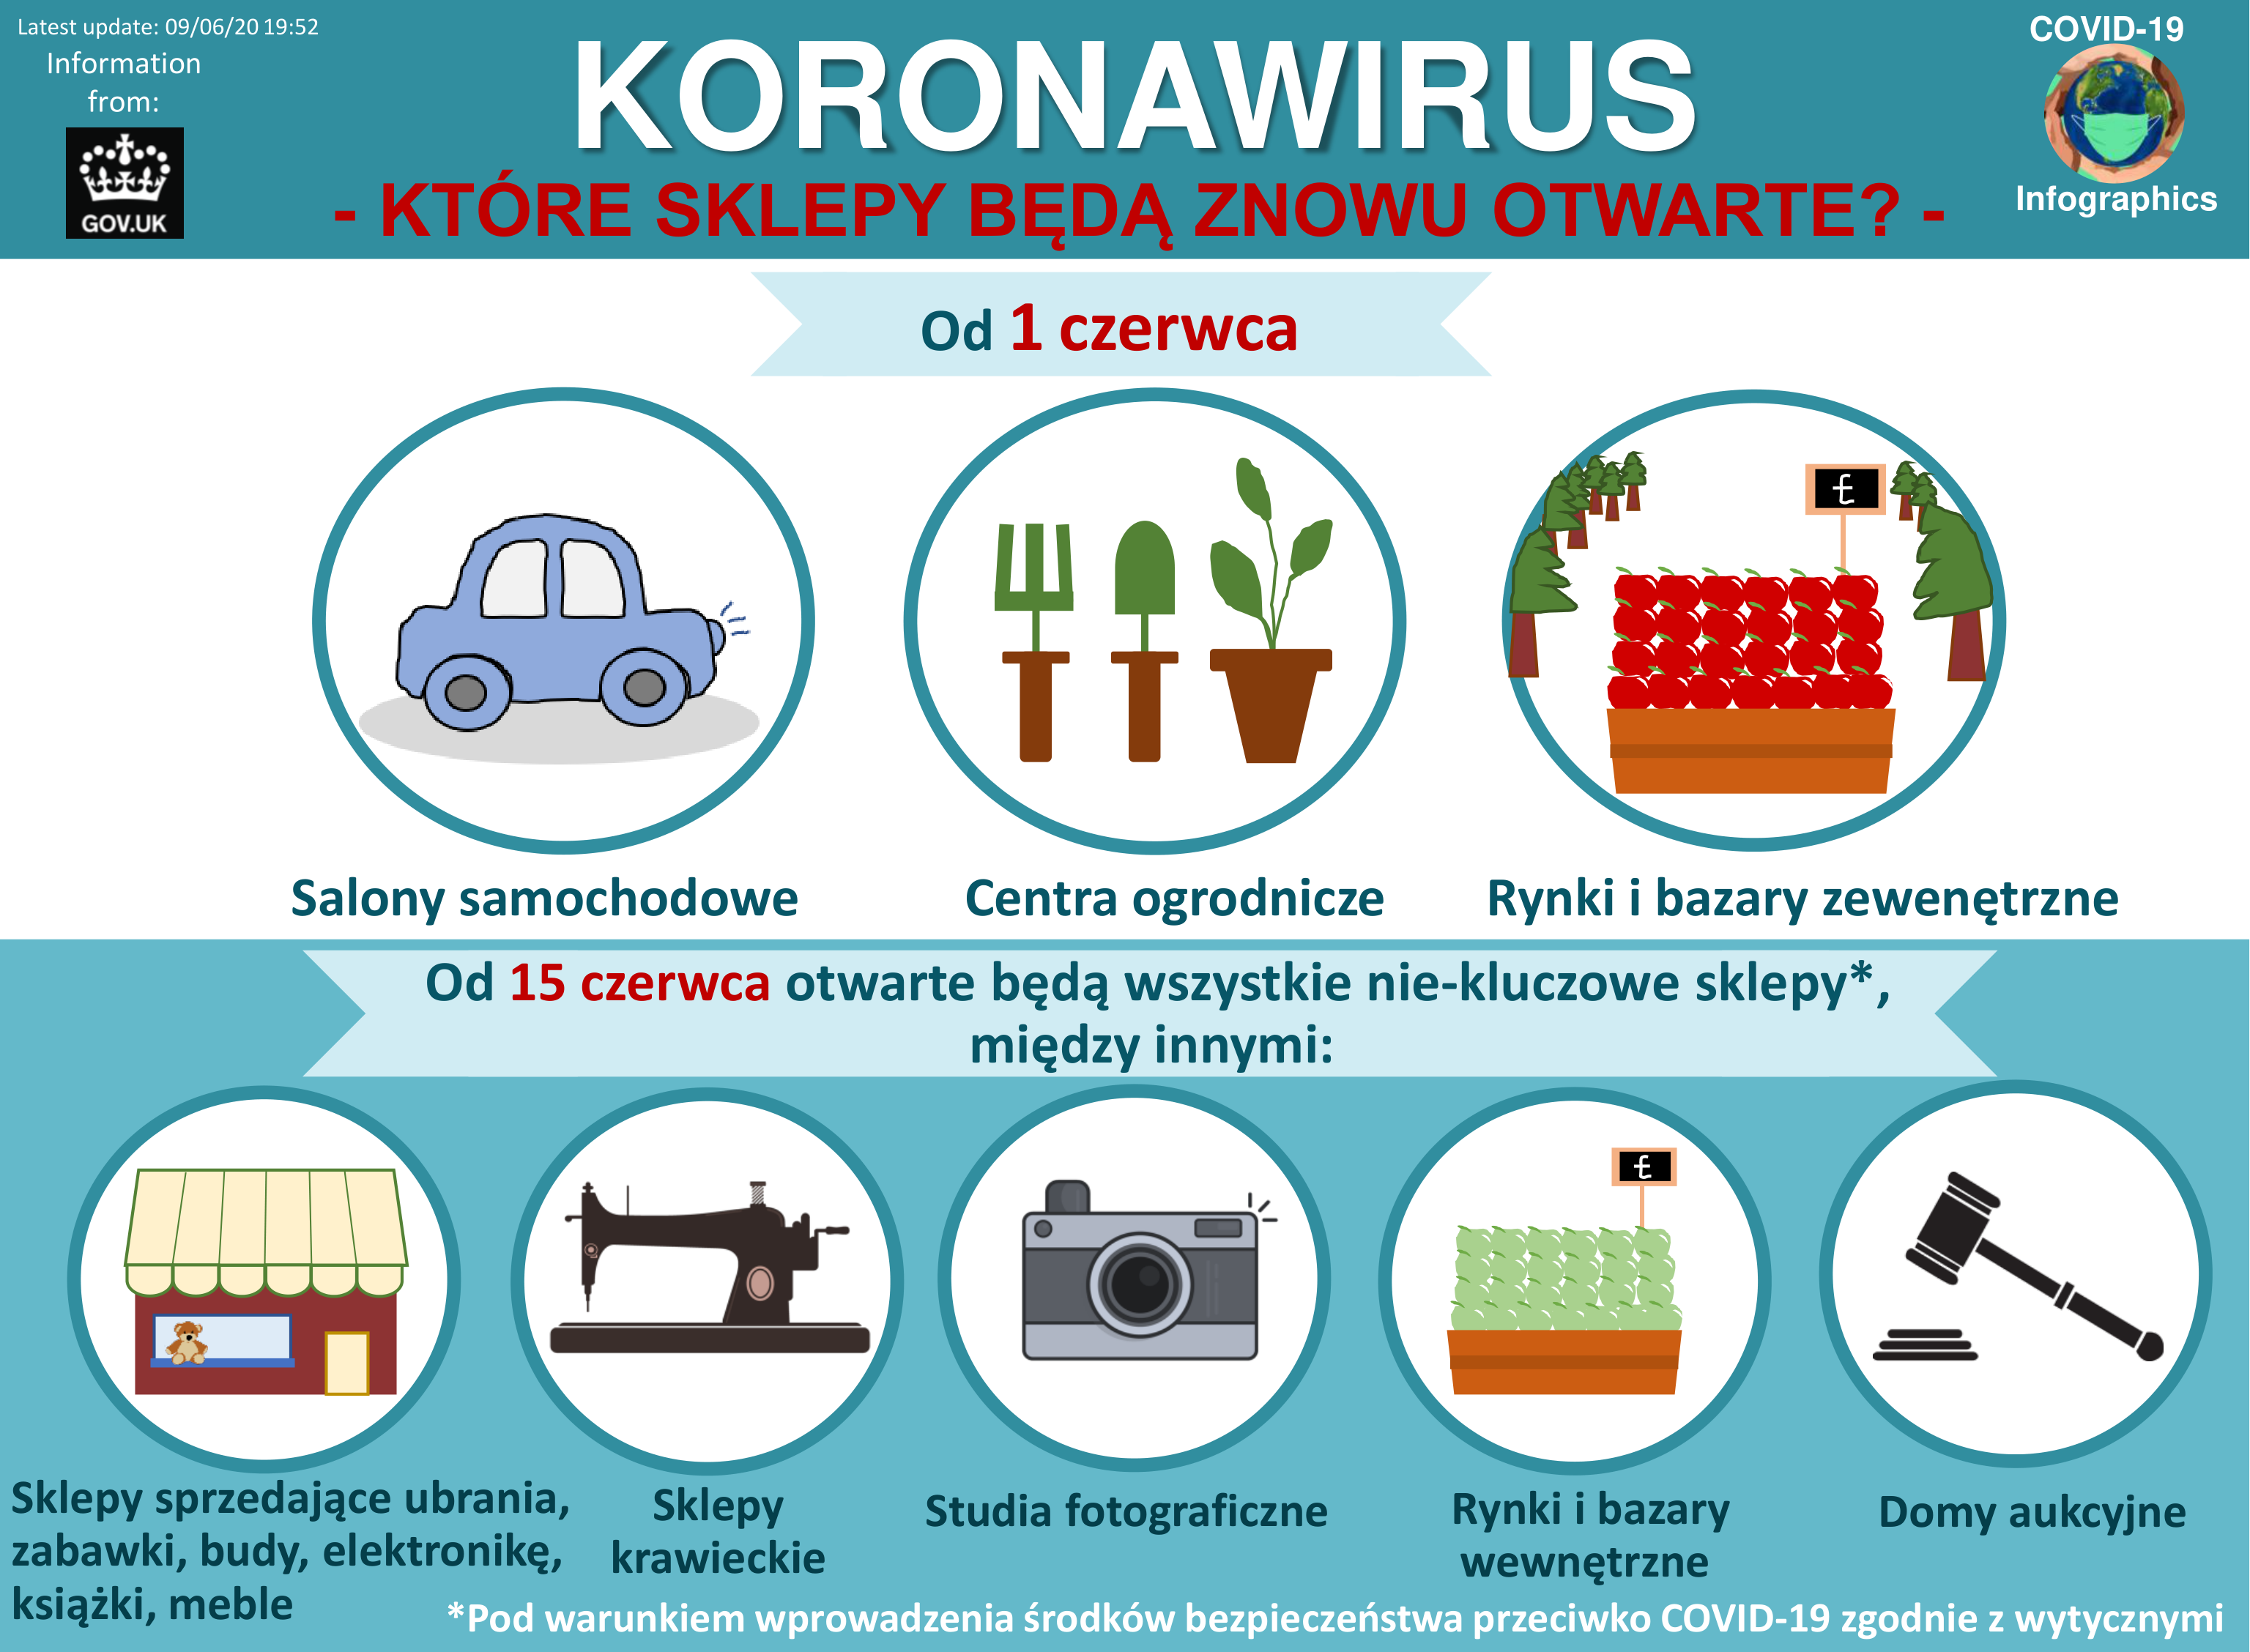 Latest update: 09/06/20 19:52
Information
from:
GOV.UK
KORONAWIRUS
- KTÓRE SKLEPY BĘDĄ ZNOWU OTWARTE? -
COVID-19
Infographics
Od 1 czerwca
£
Salony samochodowe
Centra ogrodnicze
Rynki i bazary zewenętrzne
Od 15 czerwca otwarte będą wszystkie nie-kluczowe sklepy*,
między innymi:
£
Sklepy sprzedające ubrania,
zabawki, budy, elektronikę,
książki, meble
Sklepy
krawieckie
Studia fotograficzne
Rynki i bazary
wewnętrzne
Domy aukcyjne
*Pod warunkiem wprowadzenia środków bezpieczeństwa przeciwko COVID-19 zgodnie z wytycznymi